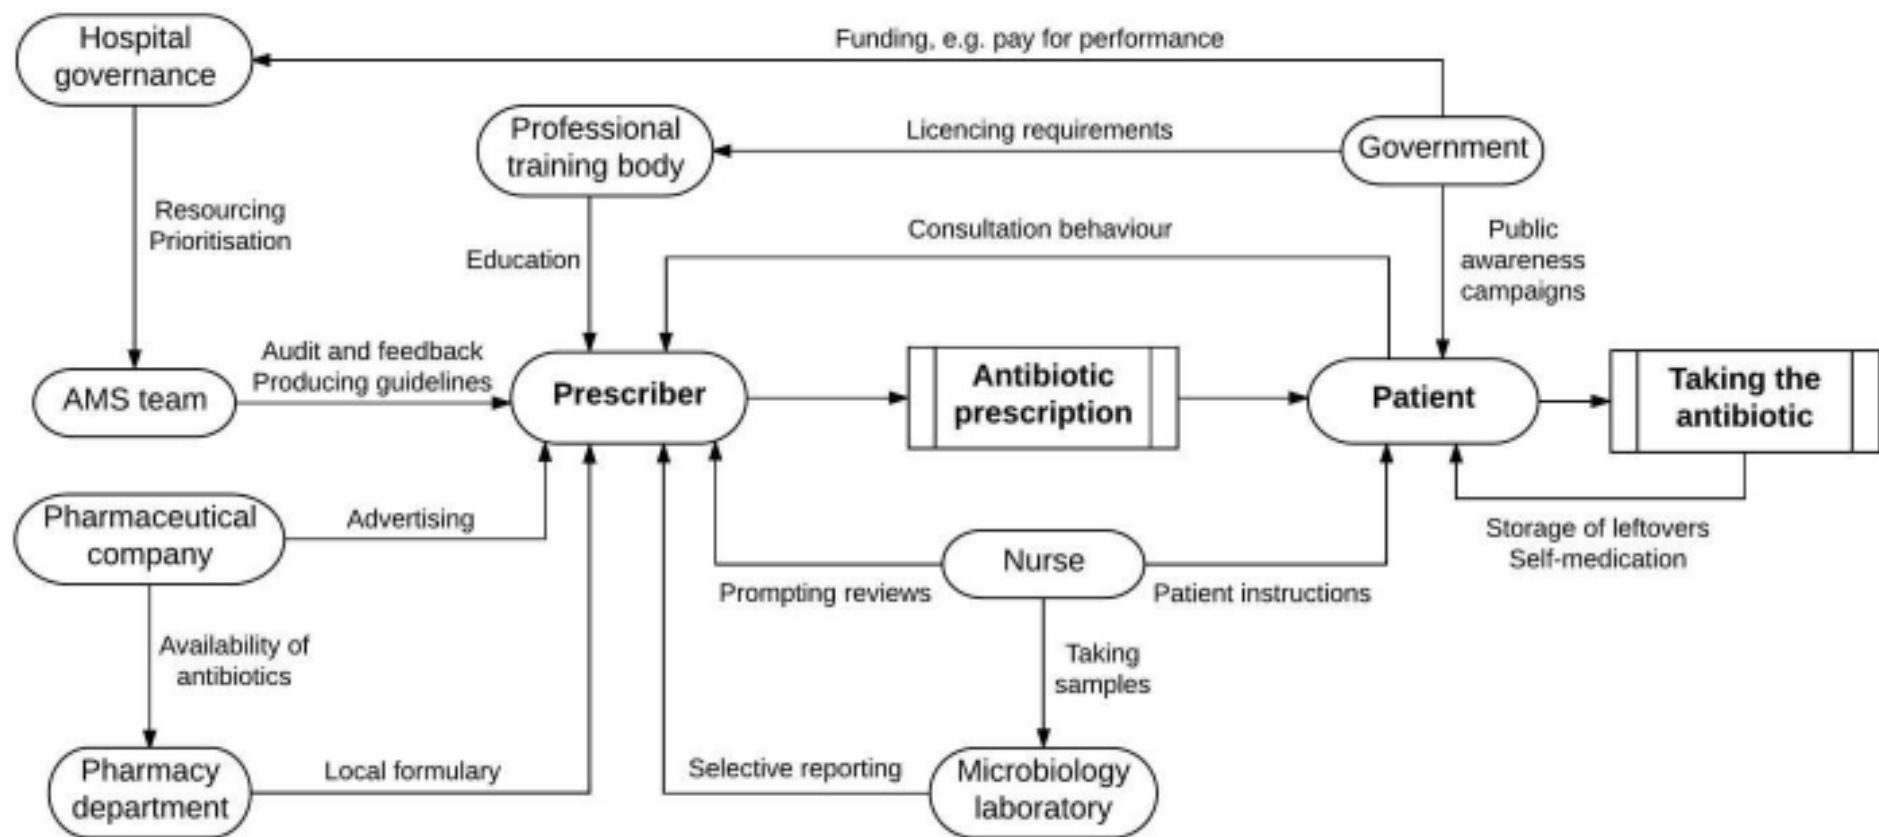 Hospital
governance
Funding, e.g. pay for performance
Professional
training body
Licencing requirements
Government
Resourcing
Prioritisation
Education
Consultation behaviour
Public
awareness
campaigns
AMS team
Audit and feedback
Producing guidelines
Prescriber
Antibiotic
prescription
Patient
Taking the
antibiotic
Pharmaceutical
company
Advertising
Nurse
Prompting reviews
Patient instructions
Storage of leftovers
Self-medication
Availability of
antibiotics
Taking
samples
Pharmacy
department
Local formulary
Selective reporting
Microbiology
laboratory